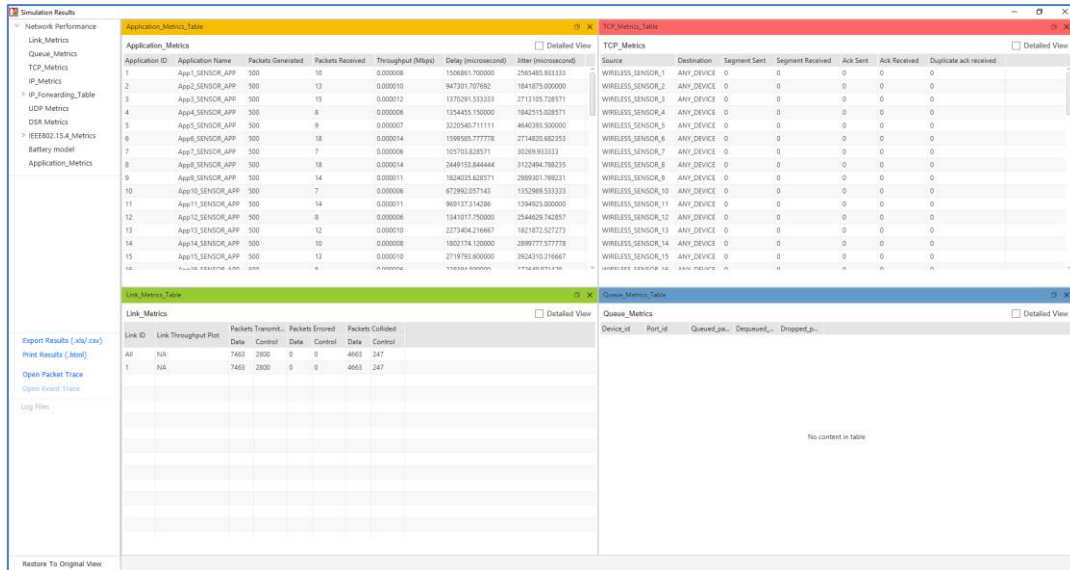 Simulation Results
Network Performance
Link_Metrics
Queue_Metrics
TCP_Metrics
IP_Metrics
IP_Forwarding_Table
UDP Metrics
DSR Metrics
IEEE802.15.4_Metrics
Battery model
Application_Metrics
Export Results (.xls/.csv)
Print Results (.html)
Open Packet Trace
Open Event Trace
Log Files
Restore To Original View
Application_Metrics_Table
Application_Metrics Detailed View
Application ID Application Name Packets Generated Packets Received Throughput (Mbps) Delay (microsecond) Jitter (microsecond)
1 App1_SENSOR_APP 500 10 0.000008 1506861.700000 2565485.833333
2 App2_SENSOR_APP 500 13 0.000010 947301.707692 1841875.000000
3 App3_SENSOR_APP 500 15 0.000012 1370291.533333 2713105.728571
4 App4_SENSOR_APP 500 8 0.000006 1354455.150000 1842515.028571
5 App5_SENSOR_APP 500 9 0.000007 3220540.711111 4640393.500000
6 App6_SENSOR_APP 500 18 0.000014 1599585.777778 2714820.682353
7 App7_SENSOR_APP 500 7 0.000006 105703.828571 30269.933333
8 App8_SENSOR_APP 500 18 0.000014 2449153.844444 3122494.788235
9 App9_SENSOR_APP 500 14 0.000011 1824035.628571 2989301.769231
10 App10_SENSOR_APP 500 7 0.000006 672992.057143 1352989.533333
11 App11_SENSOR_APP 500 14 0.000011 969137.314286 1394923.000000
12 App12_SENSOR_APP 500 8 0.000006 1341017.750000 2544629.742857
13 App13_SENSOR_APP 500 12 0.000010 2273404.216667 1821872.527273
14 App14_SENSOR_APP 500 10 0.000008 1802174.120000 2899777.577778
15 App15_SENSOR_APP 500 13 0.000010 2719793.600000 3924310.316667
TCP_Metrics_Table
TCP_Metrics Detailed View
Source Destination Segment Sent Segment Received Ack Sent Ack Received Duplicate ack received
WIRELESS_SENSOR_1 ANY_DEVICE 0 0 0 0 0
WIRELESS_SENSOR_2 ANY_DEVICE 0 0 0 0 0
WIRELESS_SENSOR_3 ANY_DEVICE 0 0 0 0 0
WIRELESS_SENSOR_4 ANY_DEVICE 0 0 0 0 0
WIRELESS_SENSOR_5 ANY_DEVICE 0 0 0 0 0
WIRELESS_SENSOR_6 ANY_DEVICE 0 0 0 0 0
WIRELESS_SENSOR_7 ANY_DEVICE 0 0 0 0 0
WIRELESS_SENSOR_8 ANY_DEVICE 0 0 0 0 0
WIRELESS_SENSOR_9 ANY_DEVICE 0 0 0 0 0
WIRELESS_SENSOR_10 ANY_DEVICE 0 0 0 0 0
WIRELESS_SENSOR_11 ANY_DEVICE 0 0 0 0 0
WIRELESS_SENSOR_12 ANY_DEVICE 0 0 0 0 0
WIRELESS_SENSOR_13 ANY_DEVICE 0 0 0 0 0
WIRELESS_SENSOR_14 ANY_DEVICE 0 0 0 0 0
WIRELESS_SENSOR_15 ANY_DEVICE 0 0 0 0 0
Link_Metrics_Table
Link_Metrics Detailed View
Link ID Link Throughput Plot Packets Transmit... Packets Errored Packets Collided
Data Control Data Control Data Control
All NA 7463 2800 0 0 4663 247
1 NA 7463 2800 0 0 4663 247
Queue_Metrics_Table
Queue_Metrics Detailed View
Device_id Port_id Queued_pa... Dequeued_... Dropped_p...
No content in table